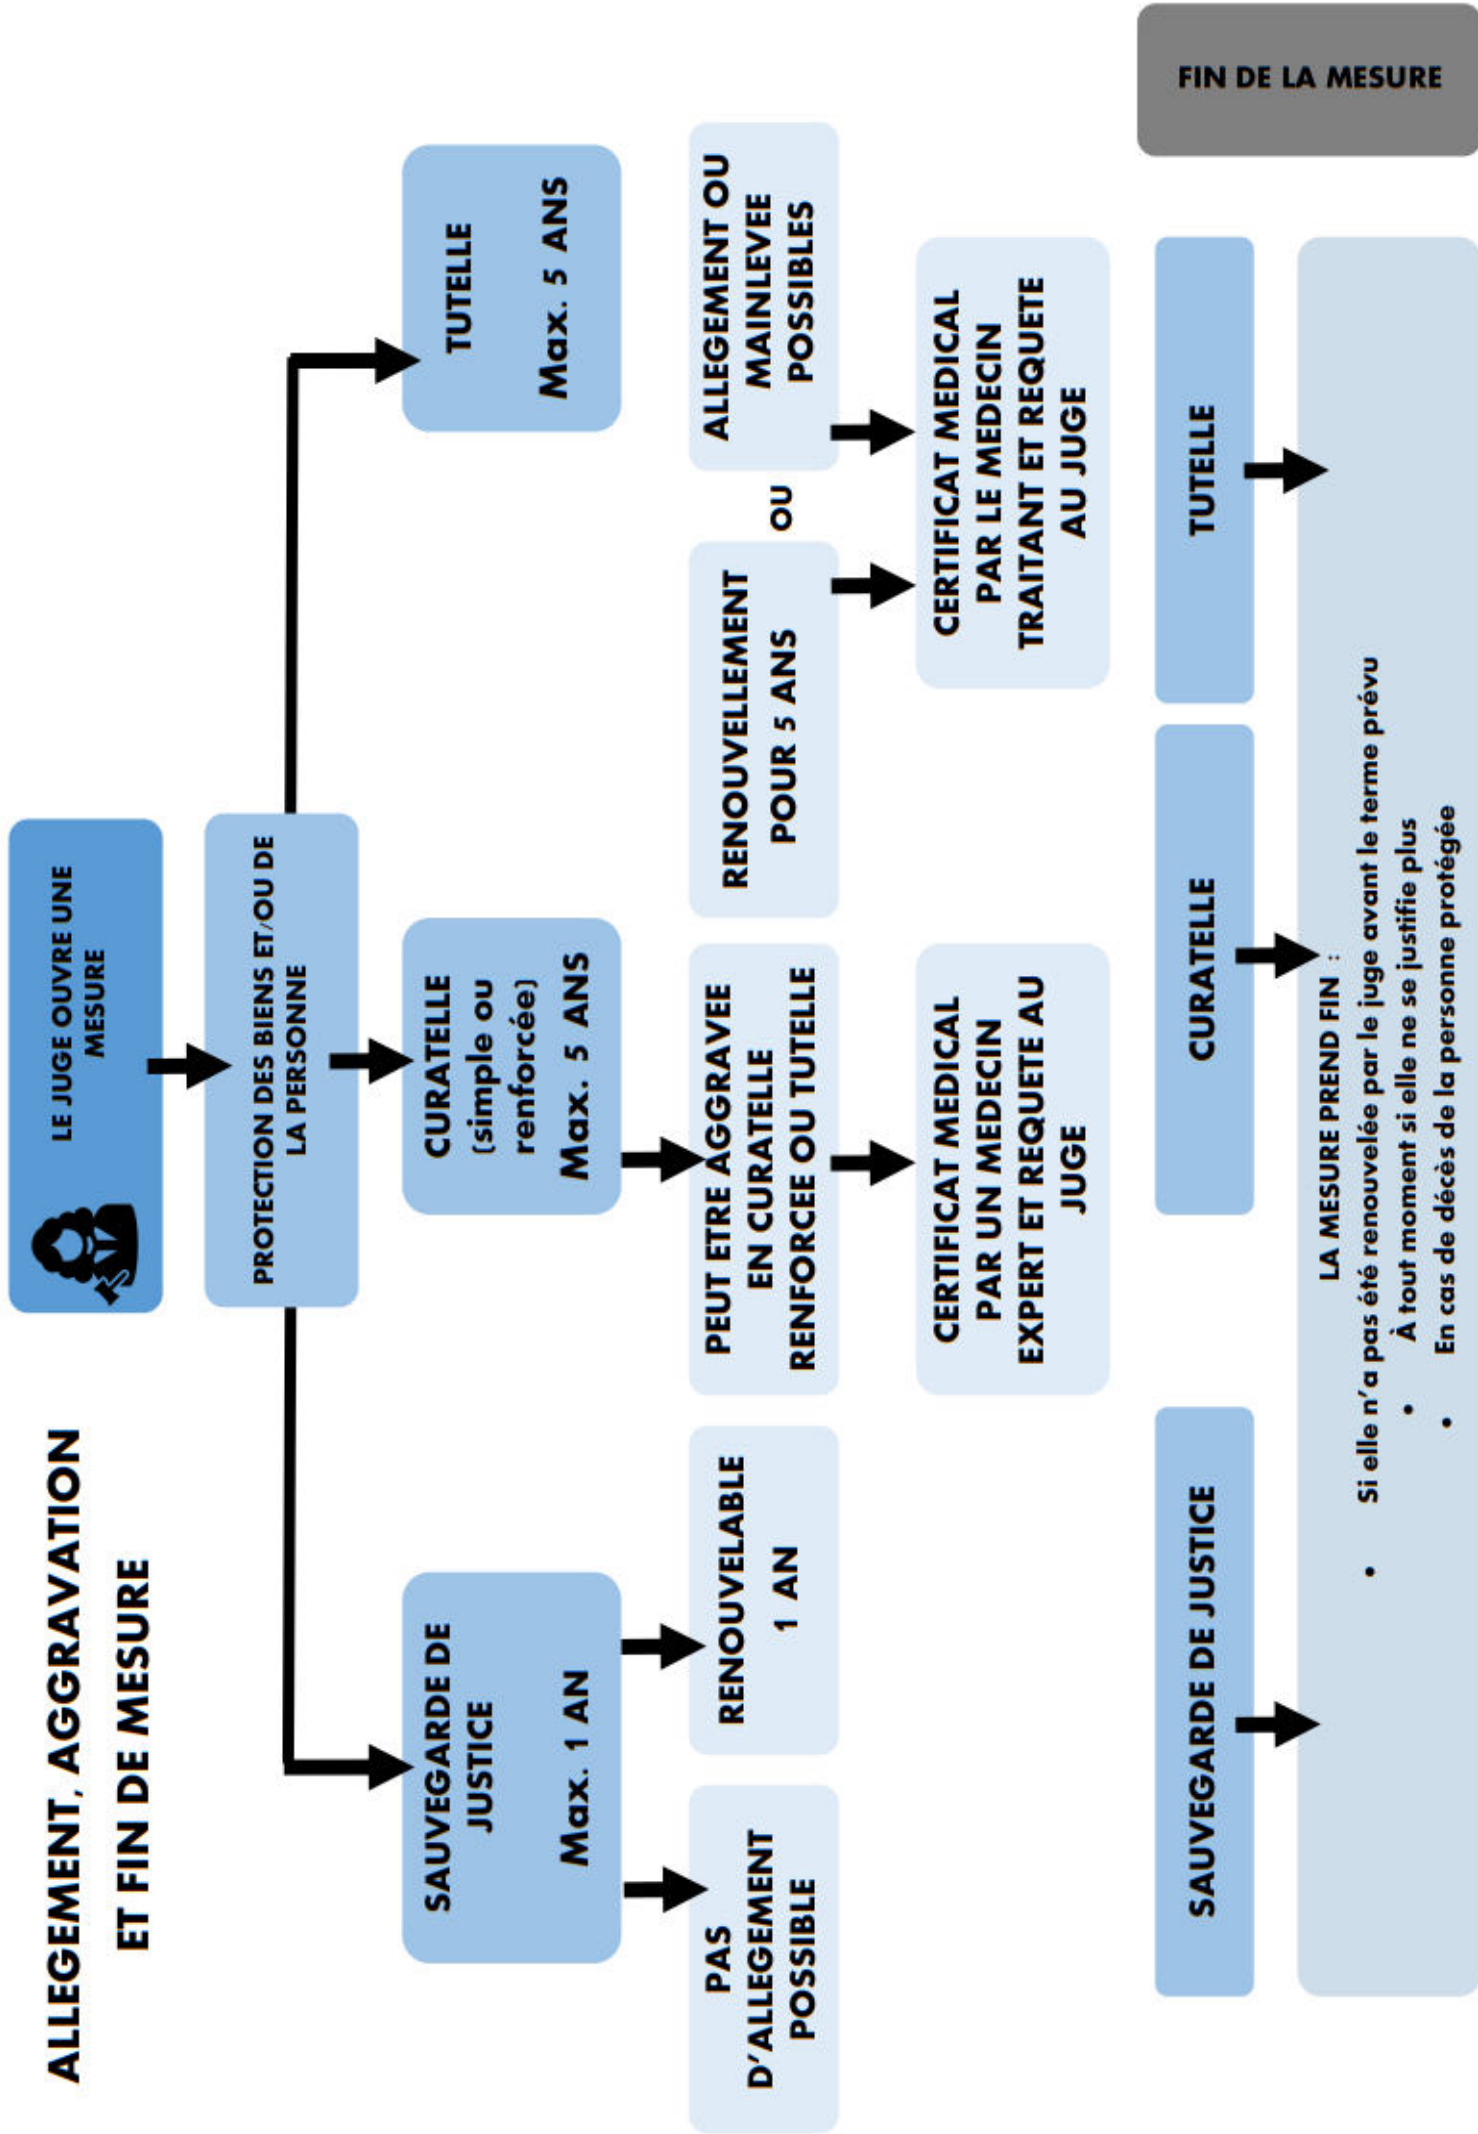 ALLEGEMENT, AGGRAVATION
ET FIN DE MESURE
LE JUGE OUVRE UNE
MESURE
PROTECTION DES BIENS ET/OU DE
LA PERSONNE
SAUVEGARDE DE
JUSTICE
Max. 1 AN
CURATELLE
(simple ou
renforcée)
Max. 5 ANS
TUTELLE
Max. 5 ANS
PAS
D'ALLEGEMENT
POSSIBLE
RENOUVELABLE
1 AN
PEUT ETRE AGGRAVEE
EN CURATELLE
RENFORCEE OU TUTELLE
RENOUVELLEMENT
POUR 5 ANS
OU
ALLEGEMENT OU
MAINLEVEE
POSSIBLES
CERTIFICAT MEDICAL
PAR UN MEDECIN
EXPERT ET REQUETE AU
JUGE
CERTIFICAT MEDICAL
PAR LE MEDECIN
TRAITANT ET REQUETE
AU JUGE
FIN DE LA MESURE
SAUVEGARDE DE JUSTICE
CURATELLE
TUTELLE
LA MESURE PREND FIN :
• Si elle n'a pas été renouvelée par le juge avant le terme prévu
• À tout moment si elle ne se justifie plus
• En cas de décès de la personne protégée